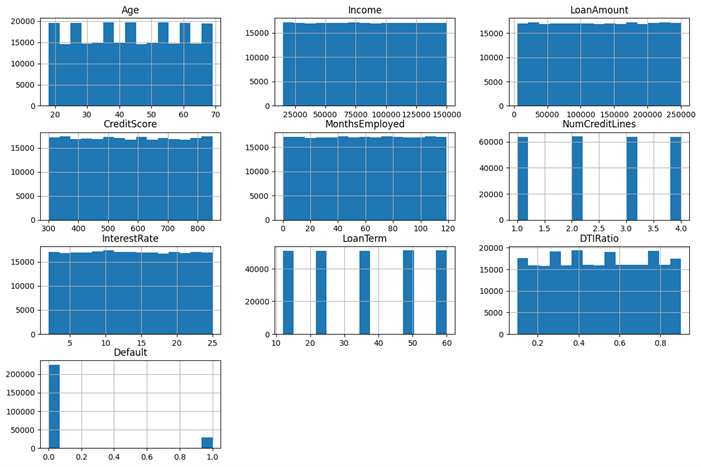 Age
20000
15000
10000
5000
0
20 30 40 50 60 70
Income
15000
10000
5000
0
25000 50000 75000 100000 125000 150000
LoanAmount
15000
10000
5000
0
0 50000 100000 150000 200000 250000
CreditScore
15000
10000
5000
0
300 400 500 600 700 800
MonthsEmployed
15000
10000
5000
0
0 20 40 60 80 100 120
NumCreditLines
60000
40000
20000
0
1.0 1.5 2.0 2.5 3.0 3.5 4.0
InterestRate
15000
10000
5000
0
5 10 15 20 25
LoanTerm
40000
20000
0
10 20 30 40 50 60
DTIRatio
20000
15000
10000
5000
0
0.2 0.4 0.6 0.8
Default
200000
150000
100000
50000
0
0.0 0.2 0.4 0.6 0.8 1.0